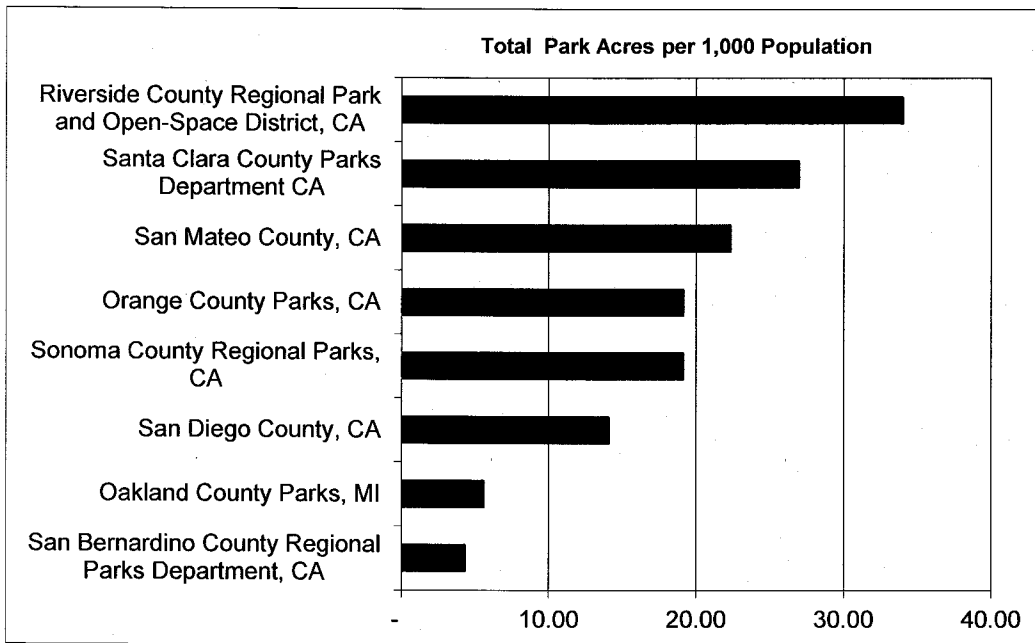 Total Park Acres per 1,000 Population
Riverside County Regional Park
and Open-Space District, CA
Santa Clara County Parks
Department CA
San Mateo County, CA
Orange County Parks, CA
Sonoma County Regional Parks,
CA
San Diego County, CA
Oakland County Parks, MI
San Bernardino County Regional
Parks Department, CA
- 10.00 20.00 30.00 40.00